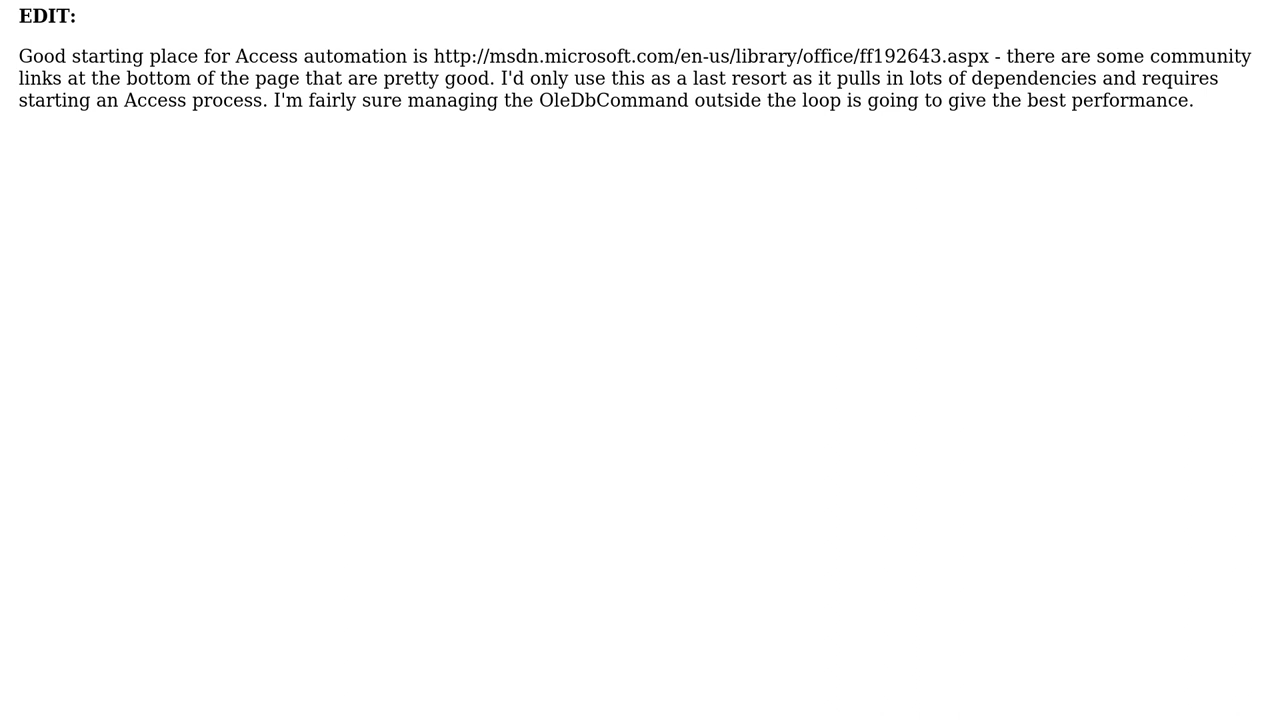 EDIT:
Good starting place for Access automation is http://msdn.microsoft.com/en-us/library/office/ff192643.aspx - there are some community
links at the bottom of the page that are pretty good. I'd only use this as a last resort as it pulls in lots of dependencies and requires
starting an Access process. I'm fairly sure managing the OleDbCommand outside the loop is going to give the best performance.